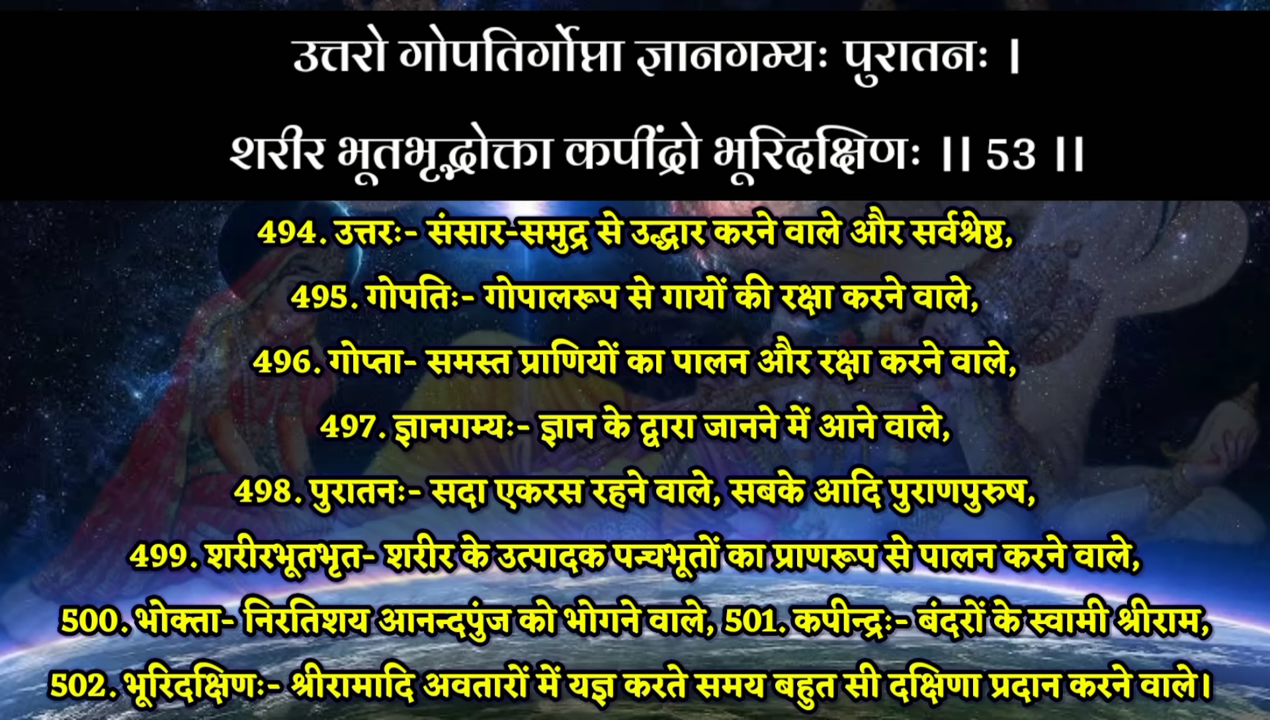 उत्तरो गोपतिर्गोप्ता ज्ञानगम्यः पुरातनः |
शरीर भूतभृद्भोक्ता कपींद्रो भूरिदक्षिणः || 53 ||
494. उत्तरः- संसार-समुद्र से उद्धार करने वाले और सर्वश्रेष्ठ,
495. गोपतिः- गोपालरूप से गायों की रक्षा करने वाले,
496. गोप्ता- समस्त प्राणियों का पालन और रक्षा करने वाले,
497. ज्ञानगम्यः- ज्ञान के द्वारा जानने में आने वाले,
498. पुरातनः- सदा एकरस रहने वाले, सबके आदि पुराणपुरुष,
499. शरीरभूतभृत- शरीर के उत्पादक पन्चभूतों का प्राणरूप से पालन करने वाले,
500. भोक्ता- निरतिशय आनन्दपुंज को भोगने वाले, 501. कपीन्द्रः- बंदरों के स्वामी श्रीराम,
502. भूरिदक्षिणः- श्रीरामादि अवतारों में यज्ञ करते समय बहुत सी दक्षिणा प्रदान करने वाले।